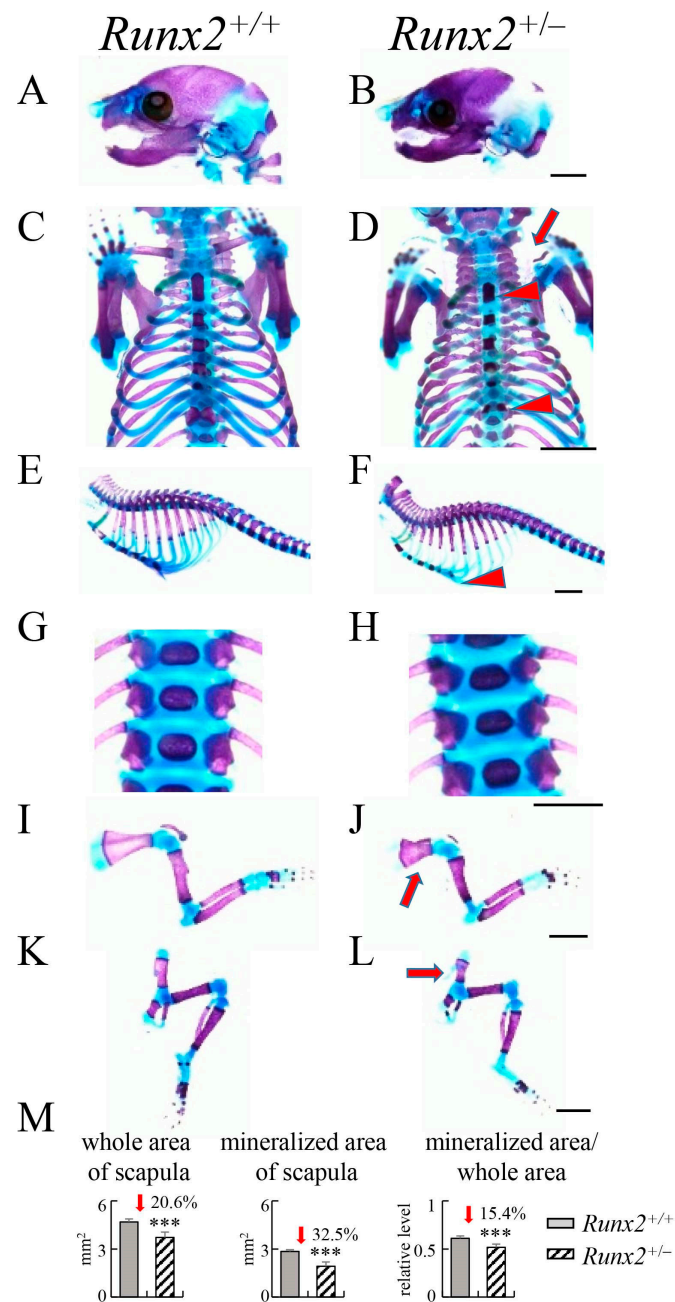 Runx2+/+ Runx2+/−
A B
C D
E F
G H
I J
K L
M
whole area of scapula
mineralized area of scapula
mineralized area/ whole area
6
3
0
mm2
20.6%
***
6
3
0
mm2
32.5%
***
1
0.5
0
relative level
15.4%
***
Runx2+/+
Runx2+/−